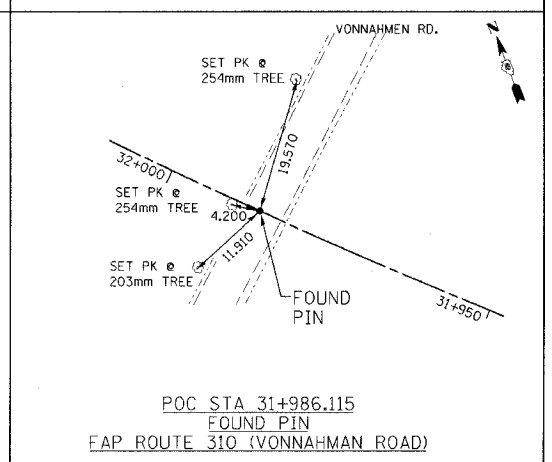 VONNAHMEN RD.
N
SET PK @
254mm TREE
19.570
32+000
SET PK @
254mm TREE
4.200
11.910
SET PK @
203mm TREE
FOUND
PIN
31+950
POC STA 31+986.115
FOUND PIN
FAP ROUTE 310 (VONNAHMAN ROAD)